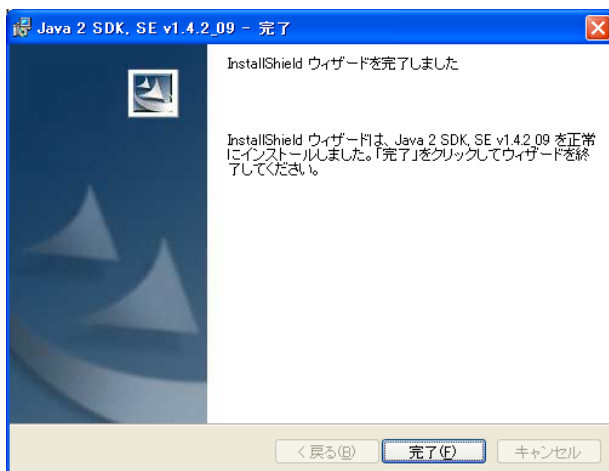 Java 2 SDK, SE v1.4.2_09 - 完了
InstallShield ウィザードを完了しました
InstallShield ウィザードは、Java 2 SDK, SE v1.4.2_09 を正常
にインストールしました。「完了」をクリックしてウィザードを終
了してください。
< 戻る(B) 完了(F) キャンセル